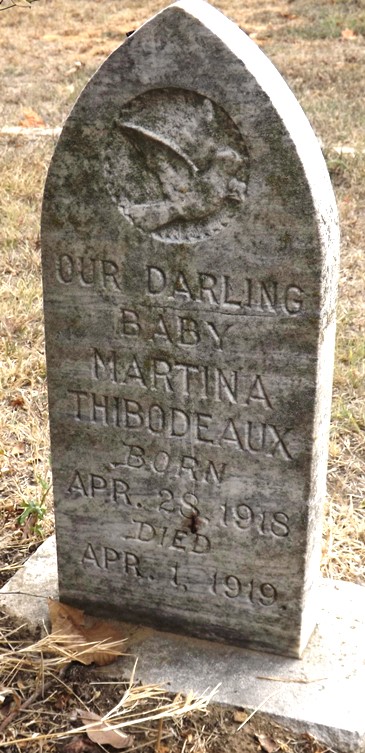 OUR DARLING
BABY
MARTINA
THIBODEAUX
BORN
APR. 28, 1918
DIED
APR. 1, 1919.